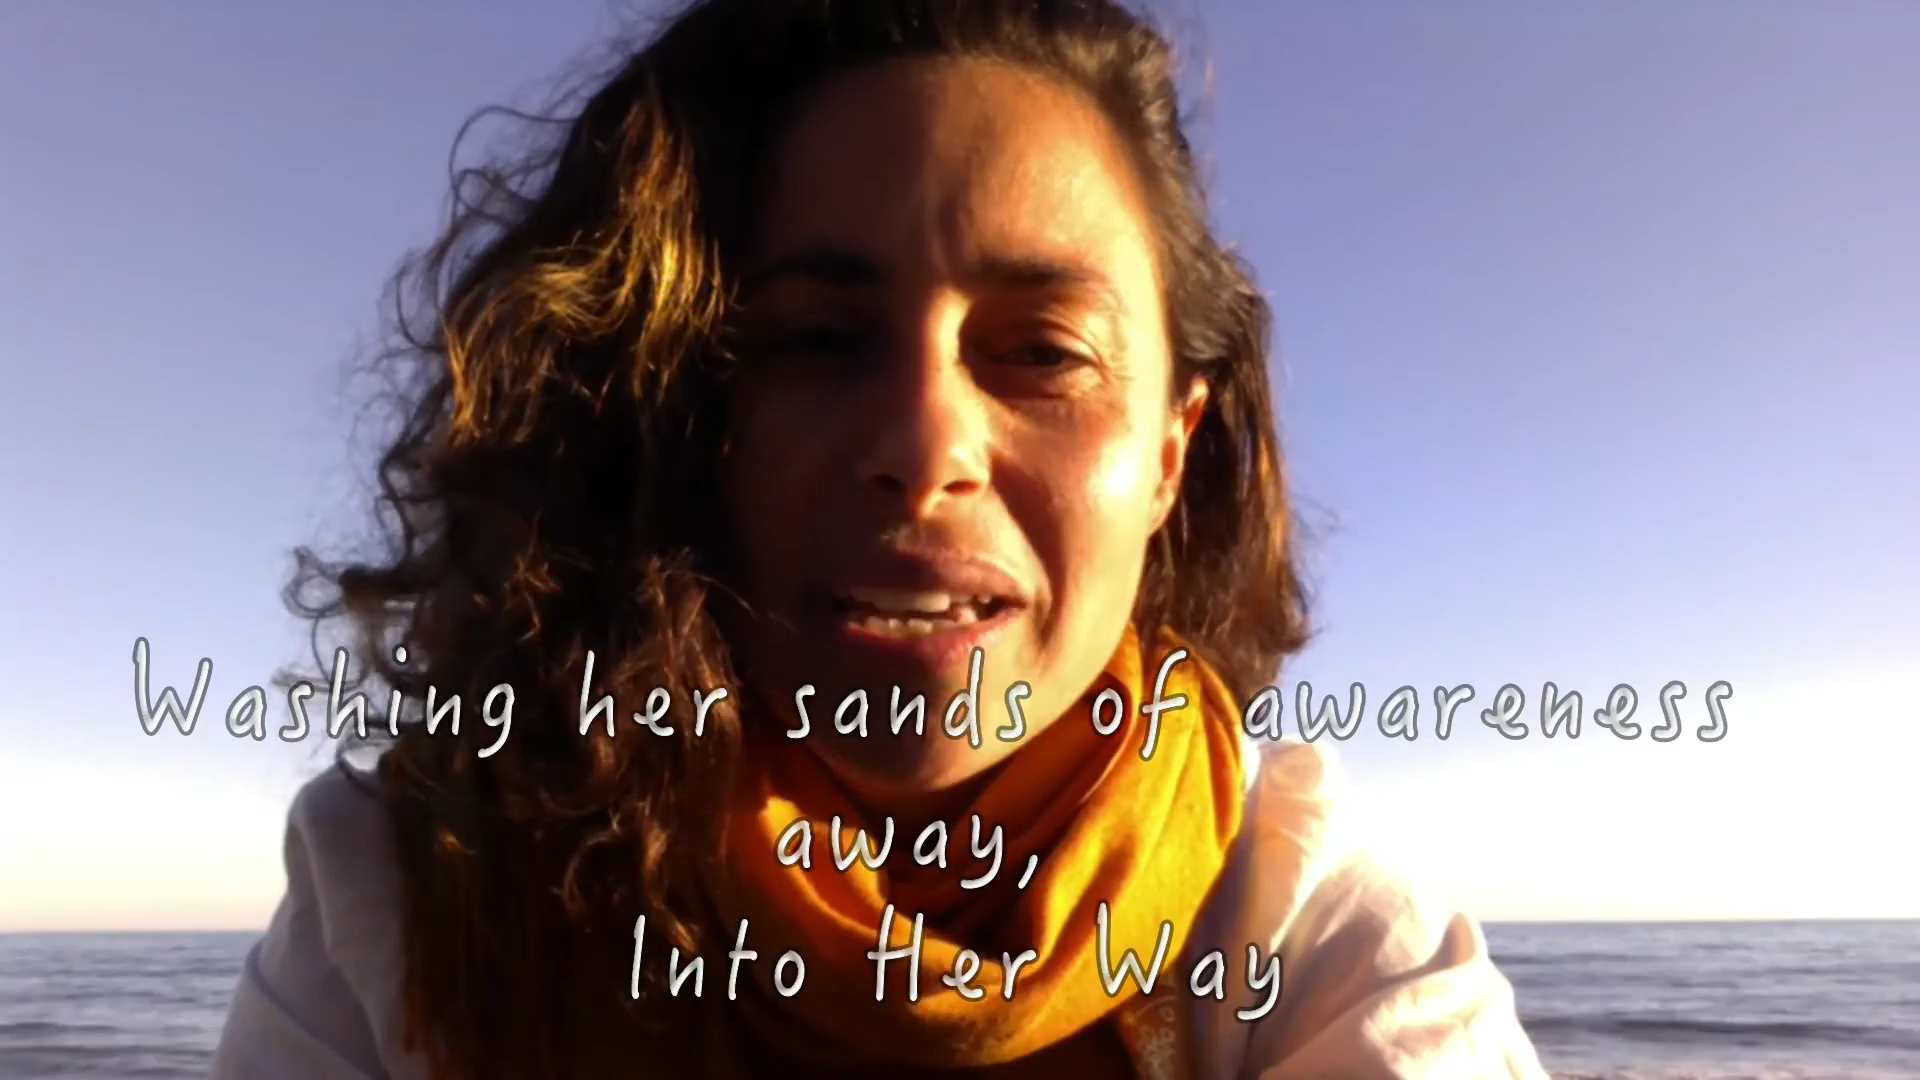 Washing her sands of awareness
away,
Into Her Way